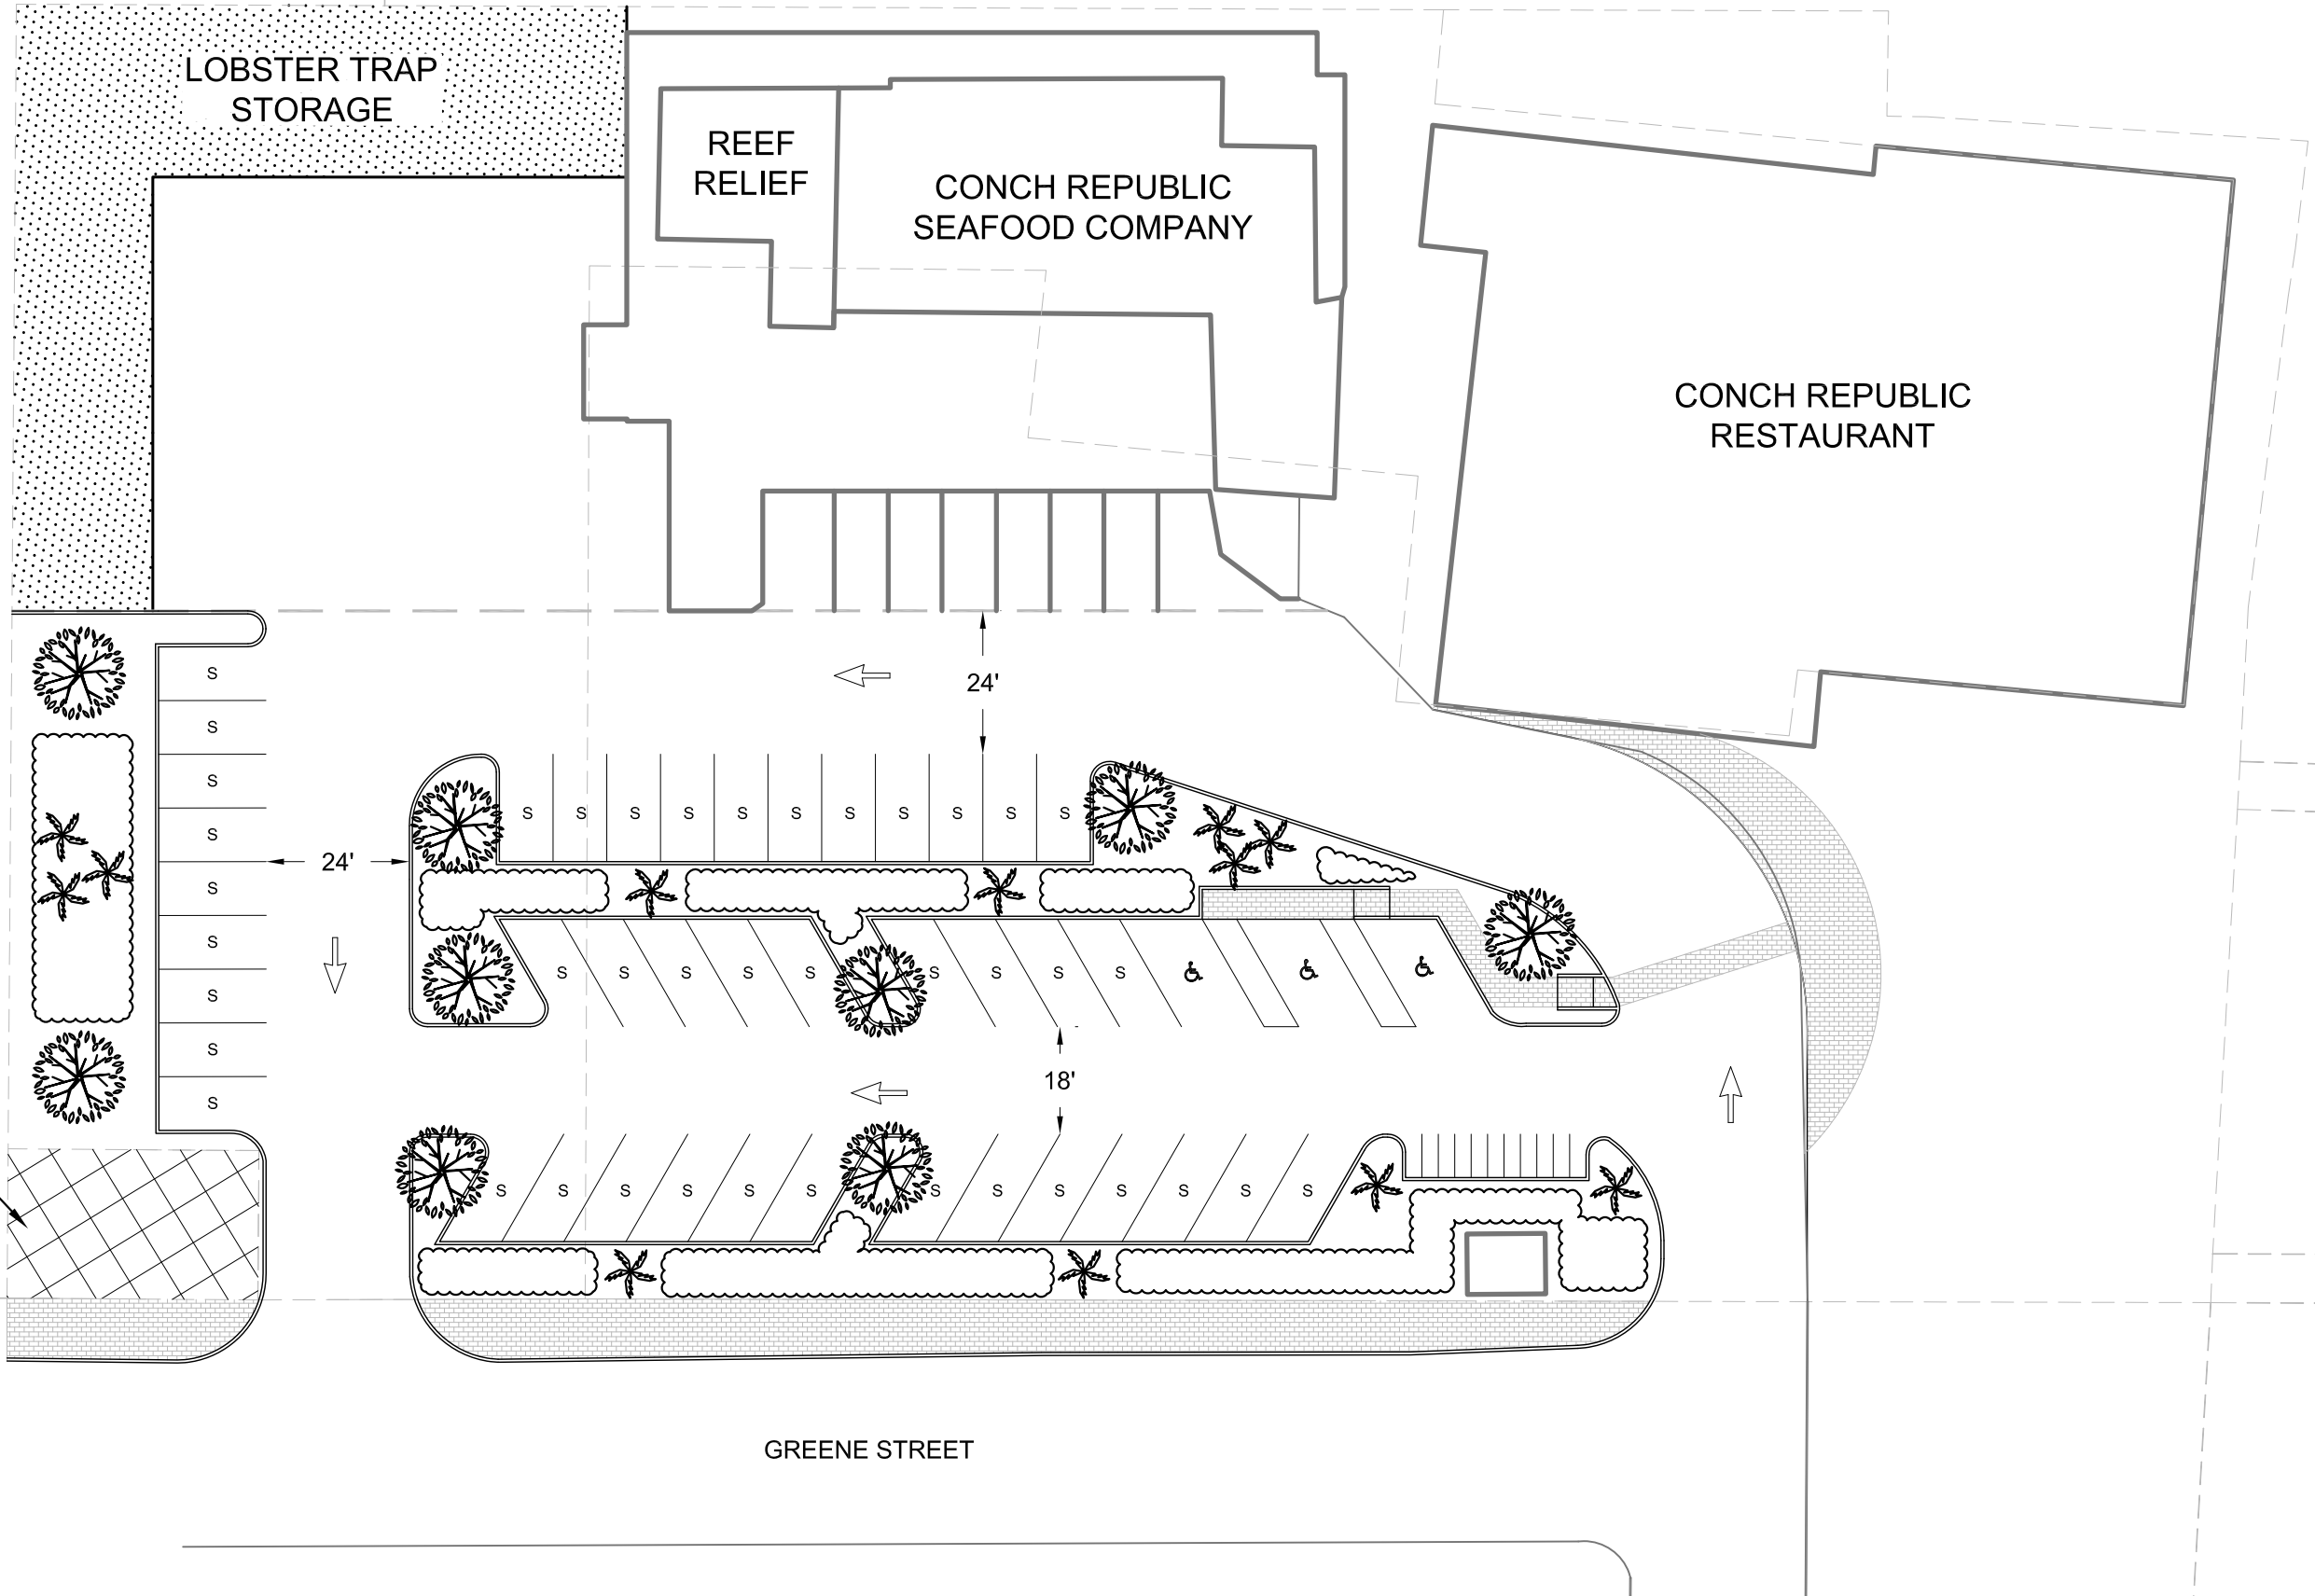 LOBSTER TRAP
STORAGE
REEF
RELIEF
CONCH REPUBLIC
SEAFOOD COMPANY
CONCH REPUBLIC
RESTAURANT
S
24'
S
S
S S S S S S S S S S S
S
24'
S
S
S S S S S S S S S
S
S
18'
S
S S S S S S S S S S S S S
GREENE STREET